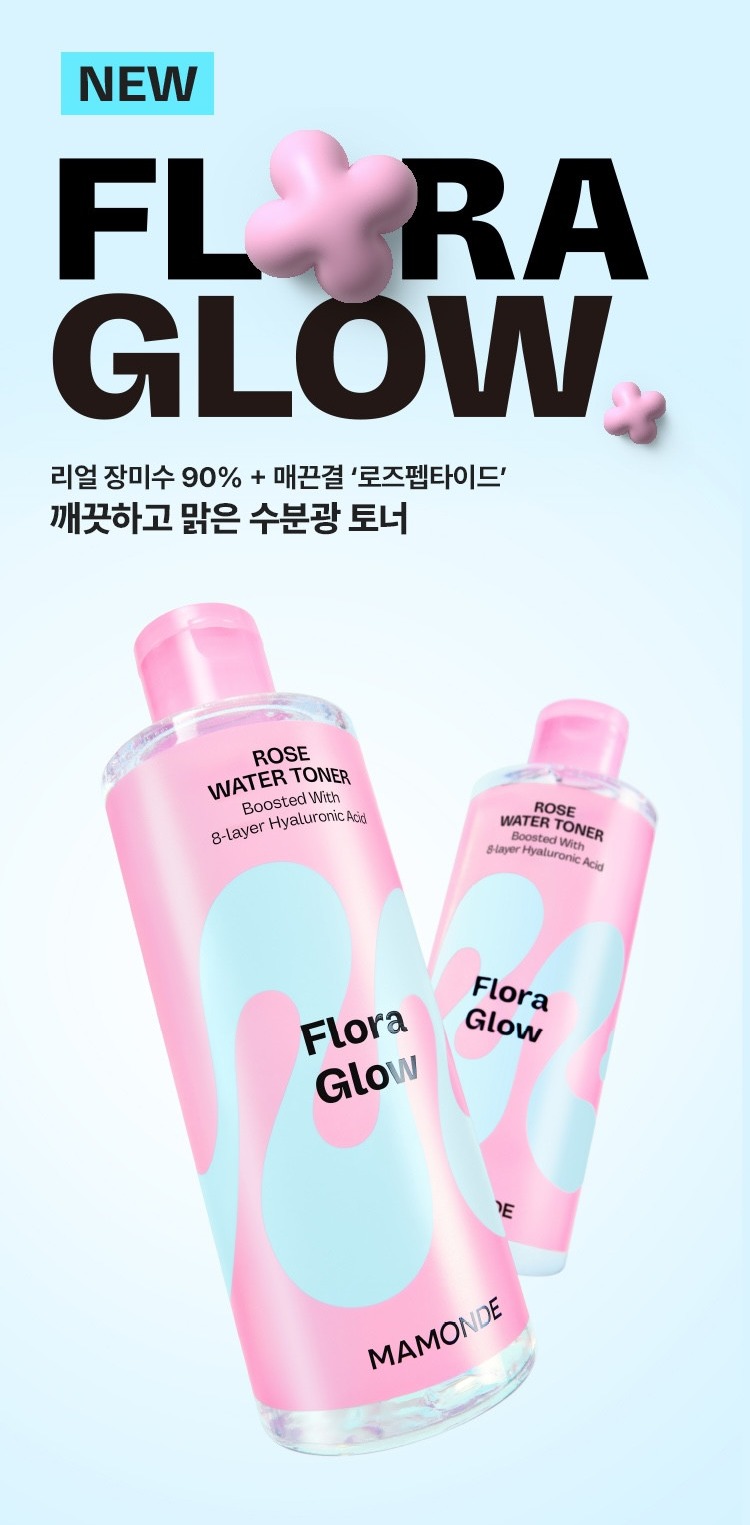 NEW
FLORA
GLOW
리얼 장미수 90% + 매끈결 ‘로즈펩타이드’
깨끗하고 맑은 수분광 토너
ROSE
WATER TONER
Boosted With
8-layer Hyaluronic Acid
Flora
Glow
MAMONDE
ROSE
WATER TONER
Boosted With
8-layer Hyaluronic Acid
Flora
Glow
DE